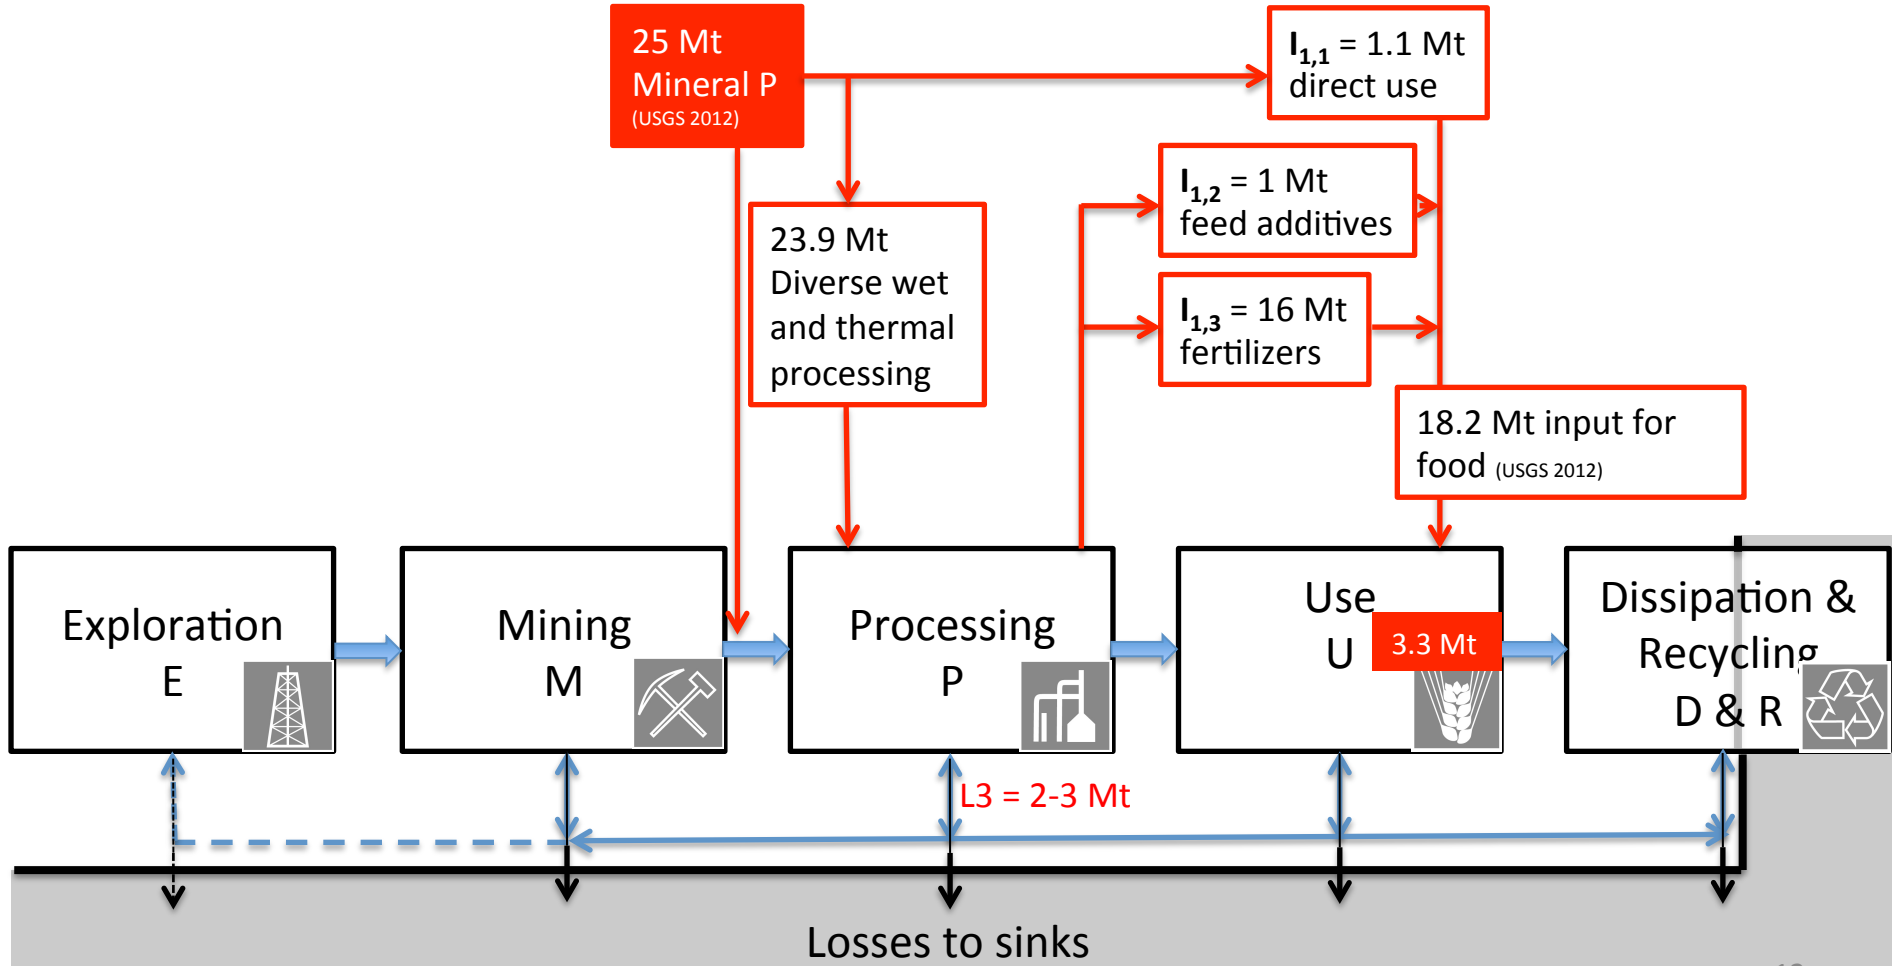 25 Mt
Mineral P
(USGS 2012)
I1,1 = 1.1 Mt
direct use
I1,2 = 1 Mt
feed additives
23.9 Mt
Diverse wet
and thermal
processing
I1,3 = 16 Mt
fertilizers
18.2 Mt input for
food (USGS 2012)
Exploration
E
Mining
M
Processing
P
Use
U
3.3 Mt
Dissipation &
Recycling
D & R
L3 = 2-3 Mt
Losses to sinks